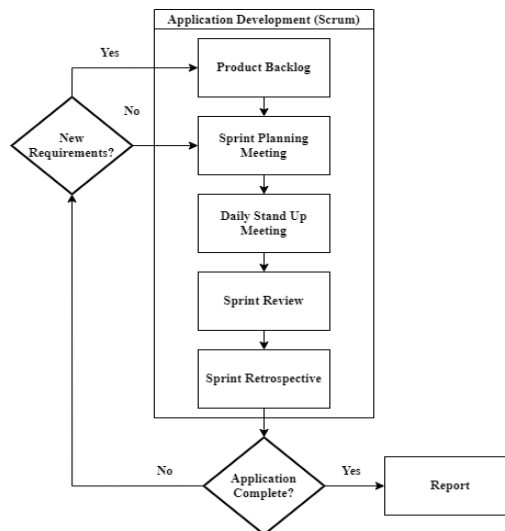 Application Development (Scrum)
Yes
Product Backlog
No
New
Requirements?
Sprint Planning
Meeting
Daily Stand Up
Meeting
Sprint Review
Sprint Retrospective
No
Application
Complete?
Yes
Report